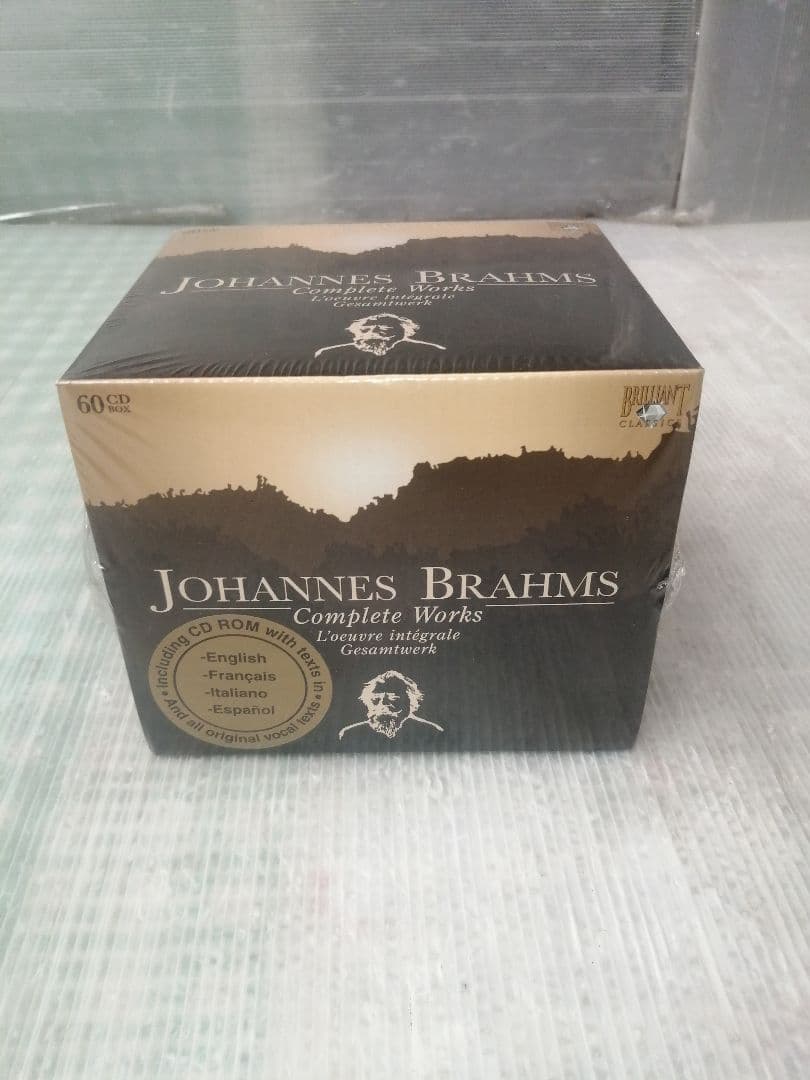 JOHANNES BRAHMS
Complete Works
L'oeuvre intégrale
Gesamtwerk
60 CD BOX
BRILLIANT
CLASSICS
JOHANNES BRAHMS
Complete Works
L'oeuvre intégrale
Gesamtwerk
• Including CD ROM with texts in •
-English
-Français
-Italiano
-Español
And all original vocal texts